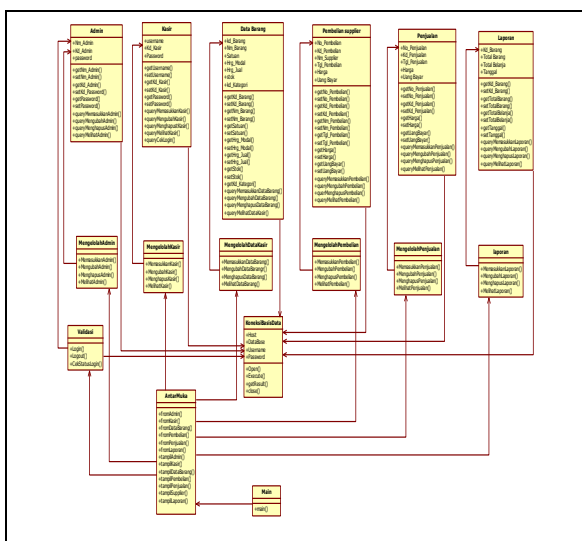 Admin
+Nm_Admin
+Kd_Admin
+password
+getNm_Admin()
+setNm_Admin()
+getKd_Admin()
+setKd_Admin()
+setKd_Password()
+getPassword()
+setPassword()
+queryMemasukkanAdmin()
+queryMengubahAdmin()
+queryMenghapusAdmin()
+queryMelihatAdmin()
Kasir
+username
+Kd_Kasir
+Password
+getUsername()
+setUsername()
+getKd_Kasir()
+setKd_Kasir()
+getPassword()
+setPassword()
+queryMemasukkanKasir()
+queryMengubahKasir()
+queryMenghapustKasir()
+queryMelihatKasir()
+CekLogin()
Data Barang
+kd_Barang
+Nm_Barang
+Satuan
+Hrg_Modal
+Hrg_Jual
+stok
+kd_Kategori
+getKd_Barang()
+setKd_Barang()
+getNm_Barang()
+setNm_Barang()
+getSatuan()
+setSatuan()
+getHrg_Modal()
+setHrg_Modal()
+getHrg_Jual()
+setHrg_Jual()
+getStok()
+setStok()
+getKd_Kategori()
+queryMemasukkanDataBarang()
+queryMengubahDataBarang()
+queryMenghapusDataBarang()
+queryMelihatDataKasir()
Pembelian supplier
+No_Pembelian
+Kd_Pembelian
+Nm_Supplier
+Tgl_Pembelian
+Harga
+Uang Bayar
+getNo_Pembelian()
+setNo_Pembelian()
+getKd_Pembelian()
+setKd_Pembelian()
+getNm_Pembelian()
+setNm_Pembelian()
+getTgl_Pembelian()
+setTgl_Pembelian()
+getHarga()
+setHarga()
+getUangBayar()
+setUangBayar()
+queryMemasukkanPembelian()
+queryMengubahPembelian()
+queryMenghapusPembelian()
+queryMelihatPembelian()
Penjualan
+No_Penjualan
+Kd_Penjualan
+Tgl_Penjualan
+Harga
+Uang Bayar
+getNo_Penjualan()
+setNo_Penjualan()
+getKd_Penjualan()
+setKd_Penjualan()
+getHarga()
+setHarga()
+getUangBayar()
+setUangBayar()
+queryMemasukkanPenjualan()
+queryMengubahPenjualan()
+queryMenghapusPenjualan()
+queryMelihatPenjualan()
Laporan
+Kd_Barang
+Total Barang
+Total Belanja
+Tanggal
+getKd_Barang()
+setKd_Barang()
+getTotalBarang()
+setTotalBarang()
+getTotalBelanja()
+setTotalBelanja()
+getTanggal()
+setTanggal()
+queryMemasukkanLaporan()
+queryMengubahLaporan()
+queryMenghapusLaporan()
+queryMelihatLaporan()
MengelolahAdmin
+MemasukkanAdmin()
+MengubahAdmin()
+MenghapusAdmin()
+MelihatAdmin()
MengelolahKasir
+MemasukkanKasir()
+MengubahKasir()
+MenghapusKasir()
+MelihatKasir()
MengelolahDataKasir
+MemasukkanDataBarang()
+MengubahDataBarang()
+MenghapusDataBarang()
+MelihatDataBarang()
MengelolahPembelian
+MemasukkanPembelian()
+MengubahPembelian()
+MenghapusPembelian()
+MelihatPembelian()
MengelolahPenjualan
+MemasukkanPenjualan()
+MengubahPenjualan()
+MenghapusPenjualan()
+MelihatPenjualan()
laporan
+MemasukkanLaporan()
+MengubahLaporan()
+MenghapusLaporan()
+MelihatLaporan()
Validasi
+Login()
+Logout()
+CekStatusLogin()
KoneksiBasisData
+Host
+DataBase
+Username
+Password
+Open()
+Execute()
+getResult()
+close()
AntarMuka
+fromAdmin()
+fromKasir()
+fromDataBarang()
+fromPembelian()
+fromPenjualan()
+fromLaporan()
+tampilAdmin()
+tampilKasir()
+tampilDataBarang()
+tampilPembelian()
+tampilPenjualan()
+tampilSupplier()
+tampilLaporan()
Main
+main()